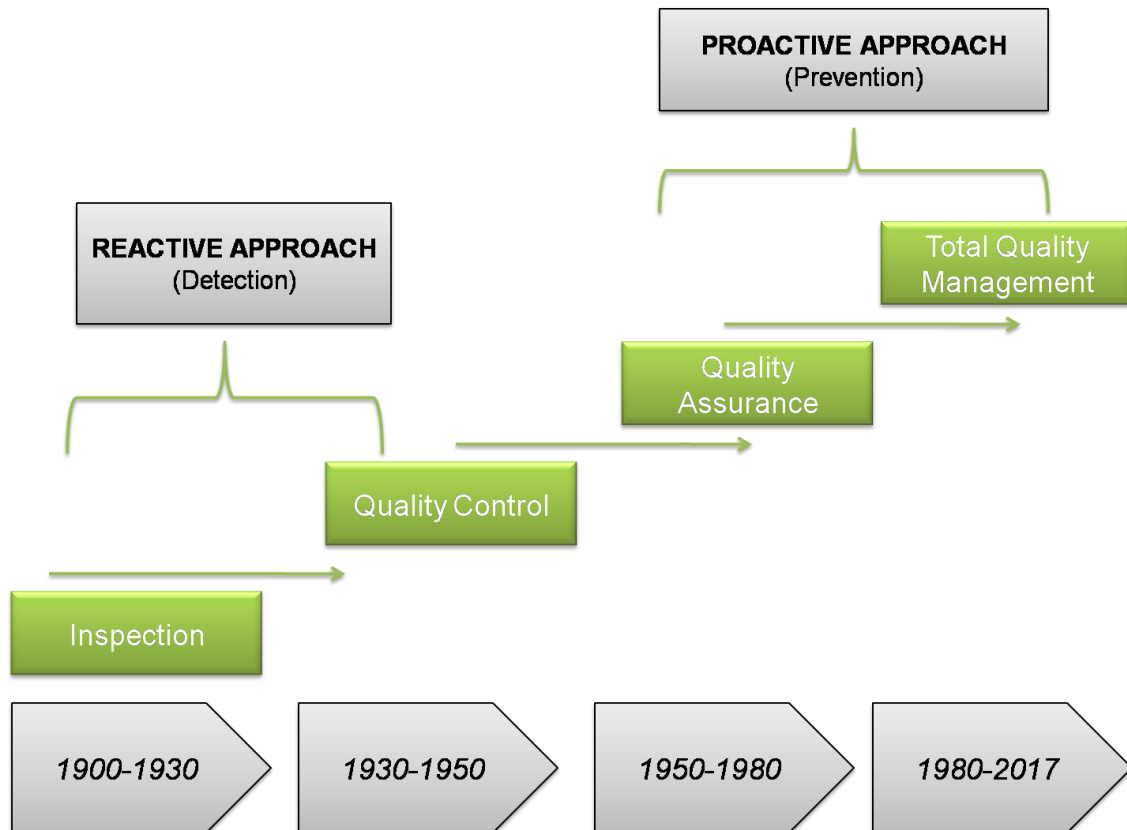 PROACTIVE APPROACH
(Prevention)
REACTIVE APPROACH
(Detection)
Total Quality
Management
Quality
Assurance
Quality Control
Inspection
1900-1930
1930-1950
1950-1980
1980-2017